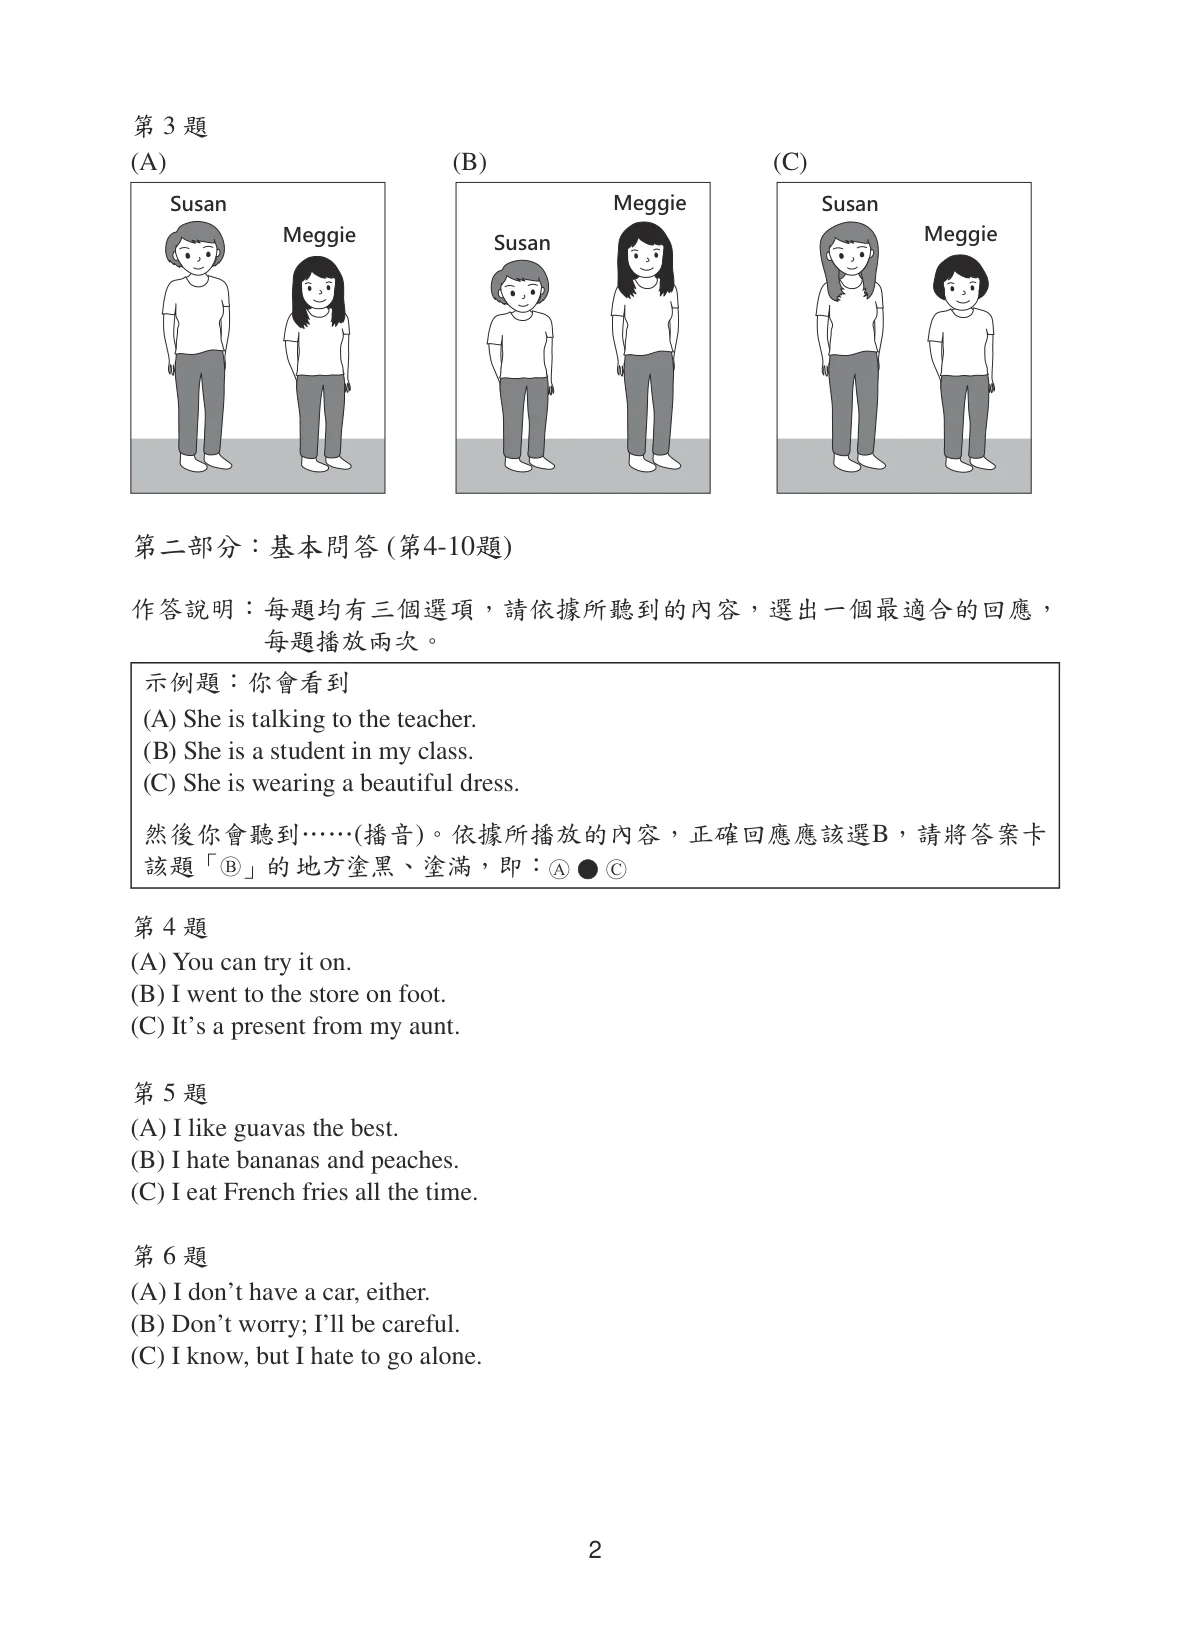 第 3 題
(A) (B) (C)
Susan Meggie
Susan Meggie
Susan Meggie
第二部分：基本問答 (第4-10題)
作答說明：每題均有三個選項，請依據所聽到的內容，選出一個最適合的回應，
每題播放兩次。
示例題：你會看到
(A) She is talking to the teacher.
(B) She is a student in my class.
(C) She is wearing a beautiful dress.
然後你會聽到……(播音)。依據所播放的內容，正確回應應該選B，請將答案卡
該題「Ⓑ」的地方塗黑、塗滿，即：Ⓐ ● Ⓒ
第 4 題
(A) You can try it on.
(B) I went to the store on foot.
(C) It’s a present from my aunt.
第 5 題
(A) I like guavas the best.
(B) I hate bananas and peaches.
(C) I eat French fries all the time.
第 6 題
(A) I don’t have a car, either.
(B) Don’t worry; I’ll be careful.
(C) I know, but I hate to go alone.
2